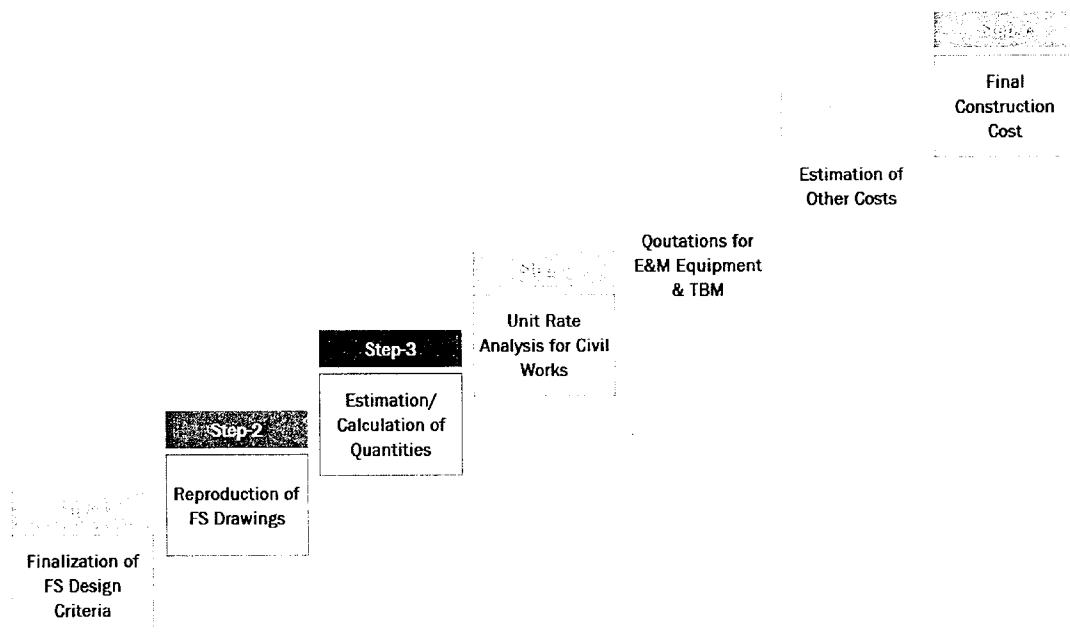 Finalization of
FS Design
Criteria
Step-2
Reproduction of
FS Drawings
Step-3
Estimation/
Calculation of
Quantities
Unit Rate
Analysis for Civil
Works
Qoutations for
E&M Equipment
& TBM
Estimation of
Other Costs
Final
Construction
Cost